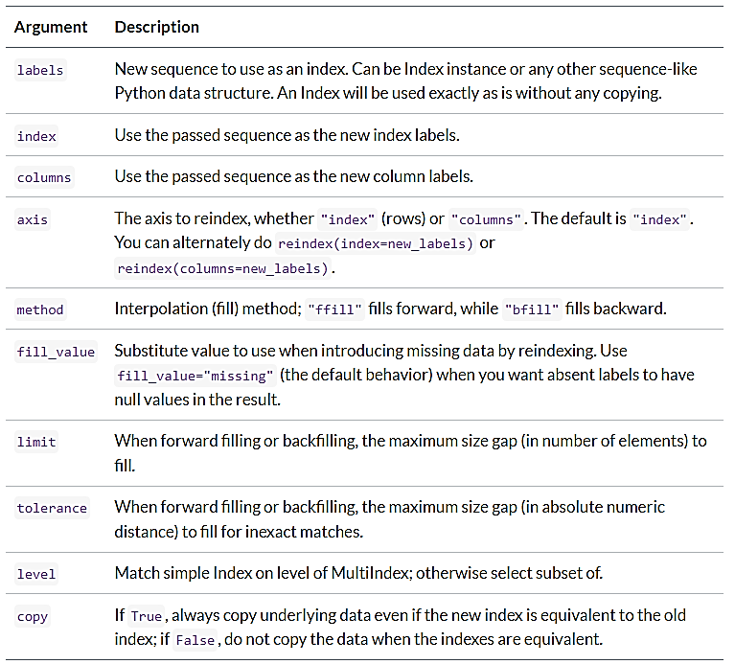 Argument Description
labels New sequence to use as an index. Can be Index instance or any other sequence-like
Python data structure. An Index will be used exactly as is without any copying.
index Use the passed sequence as the new index labels.
columns Use the passed sequence as the new column labels.
axis The axis to reindex, whether "index" (rows) or "columns". The default is "index".
You can alternately do reindex(index=new_labels) or
reindex(columns=new_labels).
method Interpolation (fill) method; "ffill" fills forward, while "bfill" fills backward.
fill_value Substitute value to use when introducing missing data by reindexing. Use
fill_value="missing" (the default behavior) when you want absent labels to have
null values in the result.
limit When forward filling or backfilling, the maximum size gap (in number of elements) to
fill.
tolerance When forward filling or backfilling, the maximum size gap (in absolute numeric
distance) to fill for inexact matches.
level Match simple Index on level of MultiIndex; otherwise select subset of.
copy If True, always copy underlying data even if the new index is equivalent to the old
index; if False, do not copy the data when the indexes are equivalent.